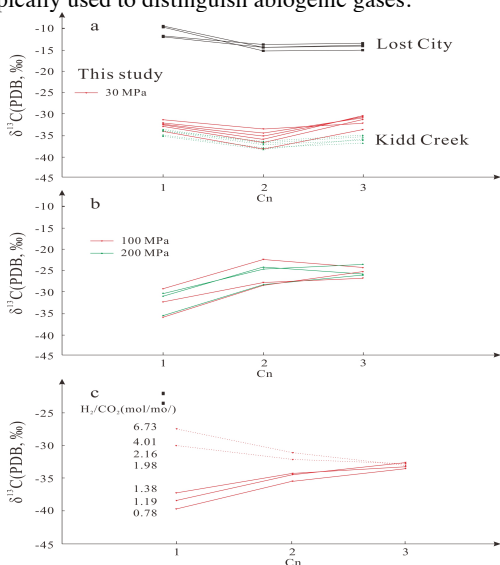 pically used to distinguish abiogenic gases.
a
-10
-15
-20
-25
-30
-35
-40
-45
δ¹³C(PDB, ‰)
Lost City
This study
30 MPa
Kidd Creek
1 2 3
Cn
b
-10
-15
-20
-25
-30
-35
-40
-45
δ¹³C(PDB, ‰)
100 MPa
200 MPa
1 2 3
Cn
c
H₂/CO₂(mol/mo/)
6.73
4.01
2.16
1.98
1.38
1.19
0.78
-25
-30
-35
-40
-45
δ¹³C(PDB, ‰)
1 2 3
Cn